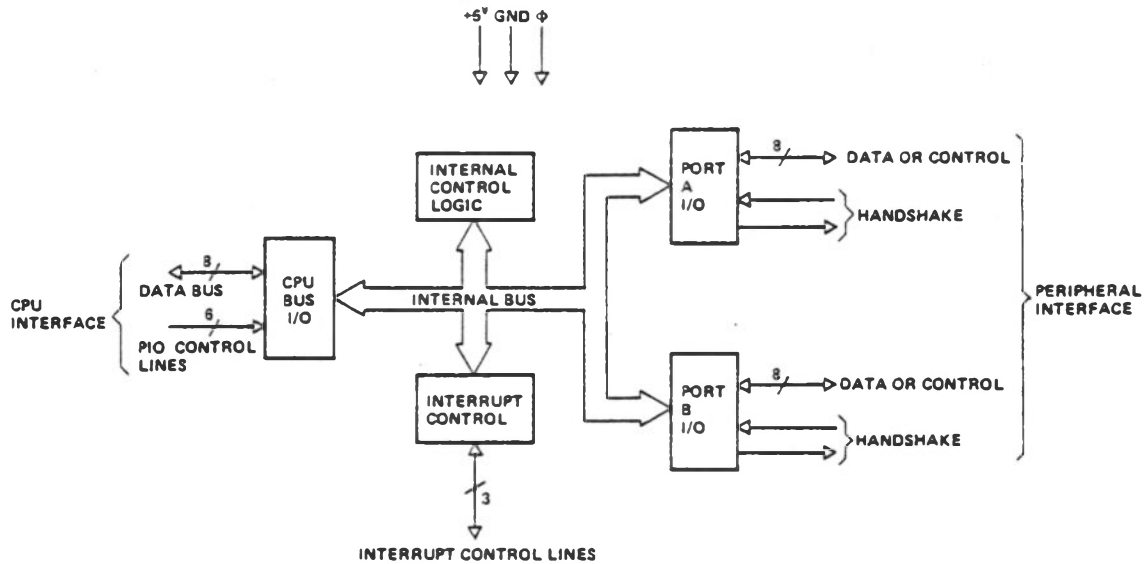 +5V GND Φ
INTERNAL
CONTROL
LOGIC
PORT
A
I/O
8
DATA OR CONTROL
HANDSHAKE
CPU
INTERFACE
8
DATA BUS
6
PIO CONTROL
LINES
CPU
BUS
I/O
INTERNAL BUS
PERIPHERAL
INTERFACE
INTERRUPT
CONTROL
3
INTERRUPT CONTROL LINES
PORT
B
I/O
8
DATA OR CONTROL
HANDSHAKE